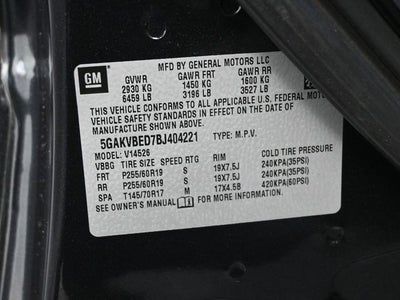 MFD BY GENERAL MOTORS LLC
GM GVWR GAWR FRT GAWR RR
2930 KG 1450 KG 1600 KG
6459 LB 3196 LB 3527 LB
THIS VEHICLE CONFORMS TO ALL APPLICABLE U.S. FEDERAL MOTOR
VEHICLE SAFETY STANDARDS IN EFFECT ON THE DATE OF
MANUFACTURE SHOWN ABOVE.
5GAKVBED7BJ404221 TYPE: M.P.V.
MODEL: V14526
VBBG TIRE SIZE SPEED RTG RIM COLD TIRE PRESSURE
FRT P255/60R19 S 19X7.5J 240KPA(35PSI)
RR P255/60R19 S 19X7.5J 240KPA(35PSI)
SPA T145/70R17 M 17X4.5B 420KPA(60PSI)
SEE OWNER'S MANUAL FOR MORE INFORMATION.